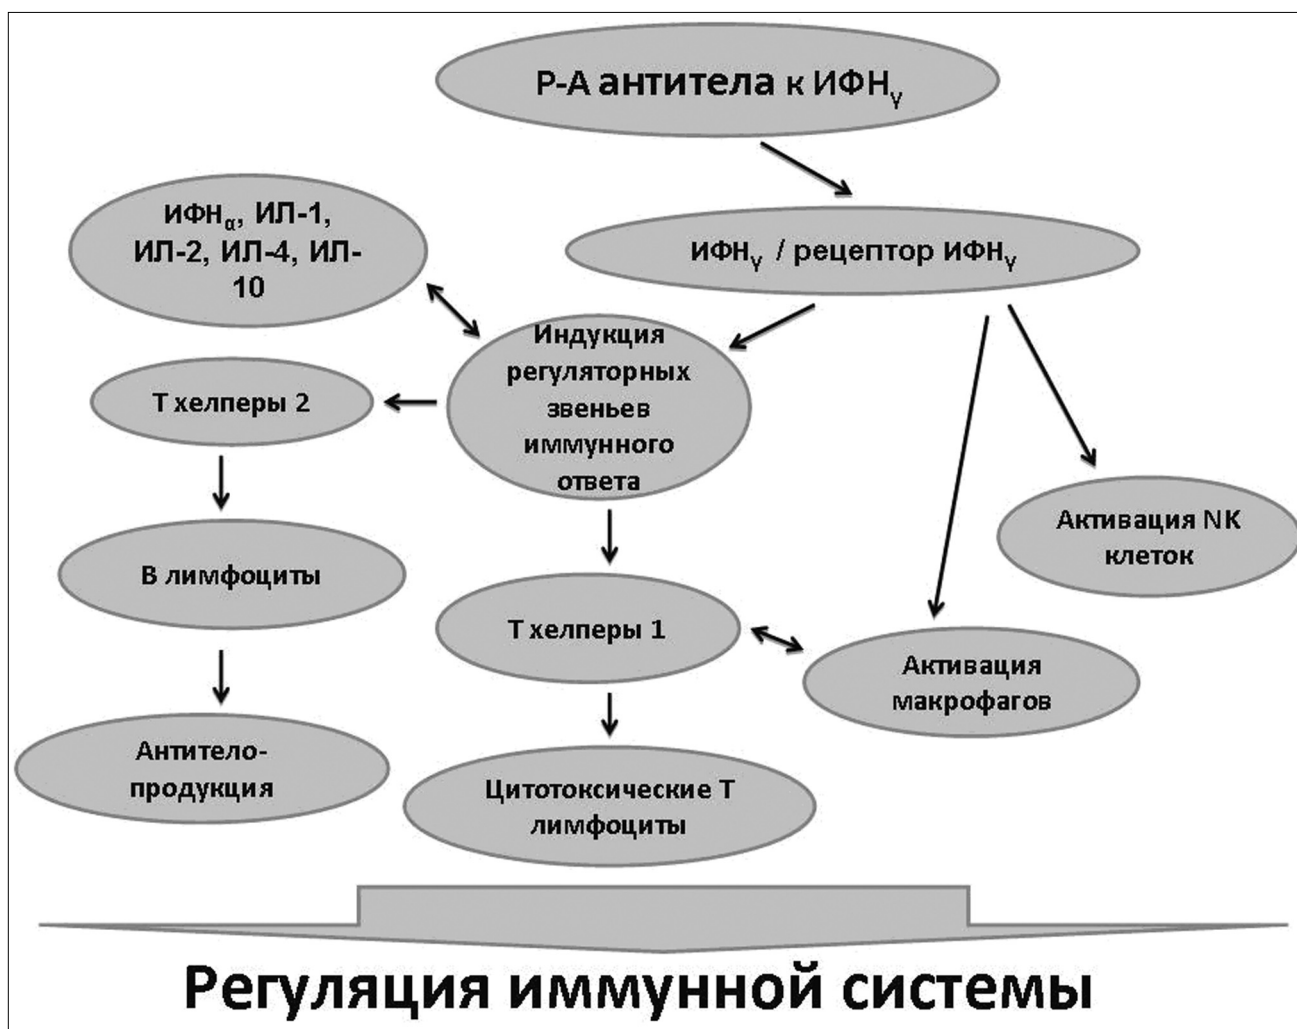 Р-А антитела к ИФНγ
ИФНα, ИЛ-1,
ИЛ-2, ИЛ-4, ИЛ-
10
ИФНγ / рецептор ИФНγ
Индукция
регуляторных
звеньев
иммунного
ответа
Т хелперы 2
Активация NK
клеток
В лимфоциты
Т хелперы 1
Активация
макрофагов
Антитело-
продукция
Цитотоксические Т
лимфоциты
Регуляция иммунной системы